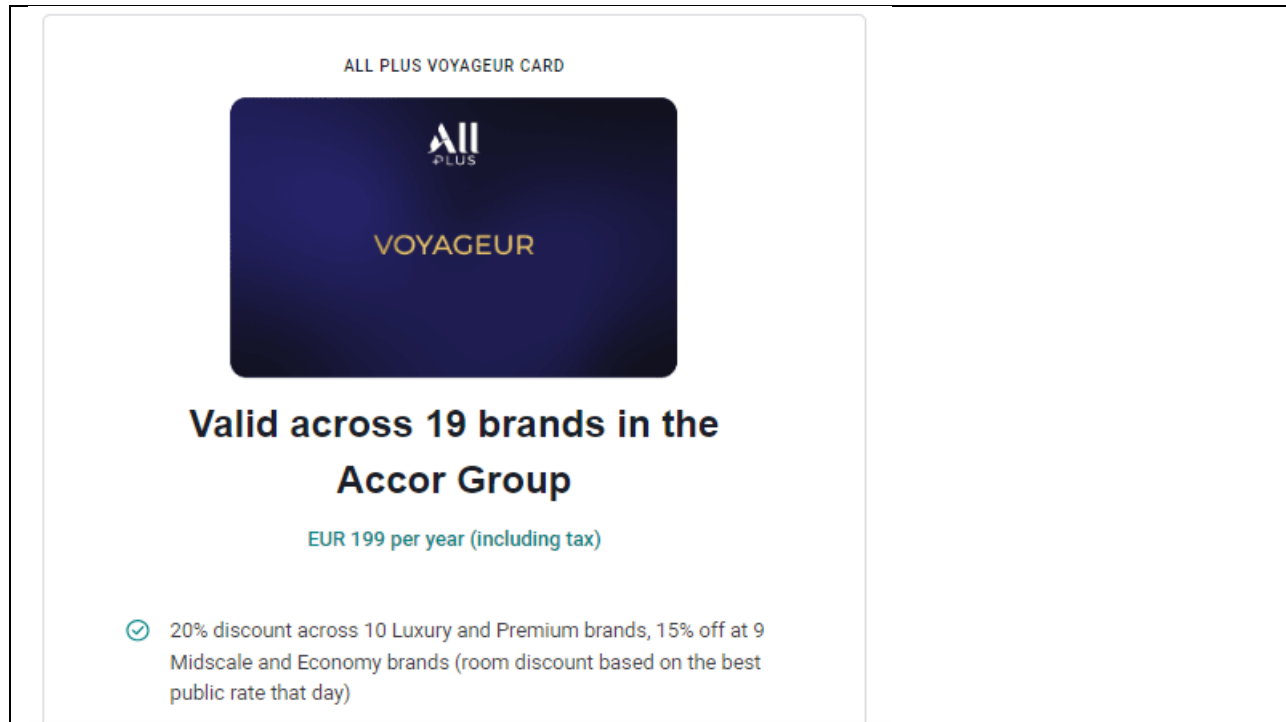 ALL PLUS VOYAGEUR CARD
All
PLUS
VOYAGEUR
Valid across 19 brands in the
Accor Group
EUR 199 per year (including tax)
20% discount across 10 Luxury and Premium brands, 15% off at 9
Midscale and Economy brands (room discount based on the best
public rate that day)